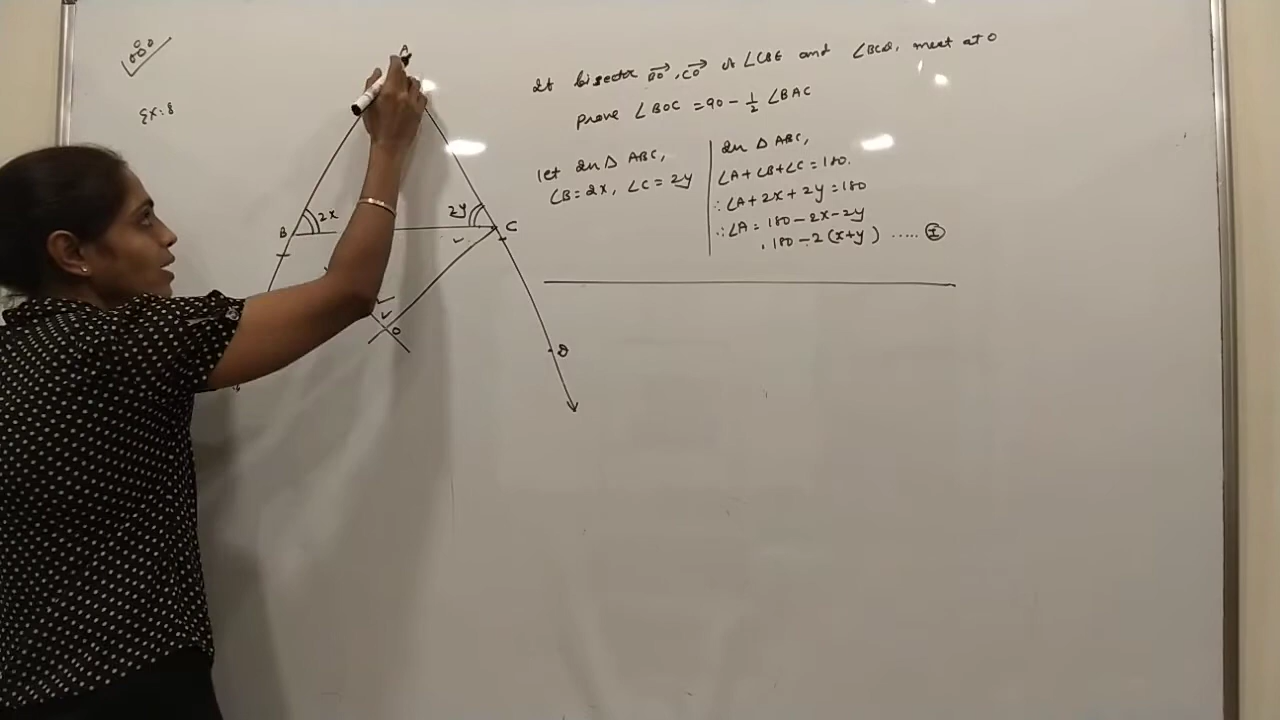 Ex: 8
A
B
2x
2y
C
O
D
If bisector BO→, CO→ of ∠CBE and ∠BCD, meet at O
prove ∠BOC = 90 - 1/2 ∠BAC
let In △ ABC,
∠B = 2x, ∠C = 2y
In △ ABC,
∠A + ∠B + ∠C = 180.
∴ ∠A + 2x + 2y = 180
∴ ∠A = 180 - 2x - 2y
= 180 - 2(x+y) ..... I